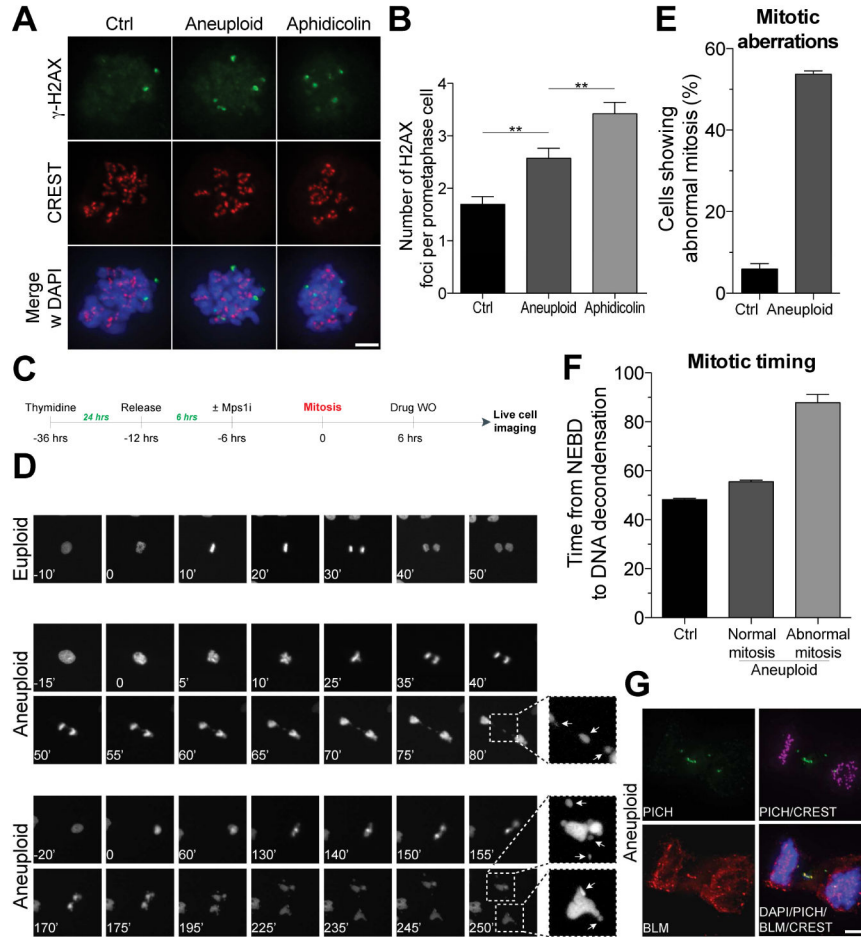 A
Ctrl Aneuploid Aphidicolin
γ-H2AX
CREST
Merge
w DAPI
B
Number of H2AX
foci per prometaphase cell
4
3
2
1
0
**
**
Ctrl Aneuploid Aphidicolin
E
Mitotic
aberrations
Cells showing
abnormal mitosis (%)
60
40
20
0
Ctrl Aneuploid
C
Thymidine 24 hrs Release 6 hrs ± Mps1i Mitosis Drug WO Live cell
imaging
-36 hrs -12 hrs -6 hrs 0 6 hrs
F
Mitotic timing
Time from NEBD
to DNA decondensation
100
80
60
40
20
0
Ctrl Normal
mitosis Abnormal
mitosis
Aneuploid
D
Euploid
-10' 0 10' 20' 30' 40' 50'
Aneuploid
-15' 0 5' 10' 25' 35' 40'
50' 55' 60' 65' 70' 75' 80'
Aneuploid
-20' 0 60' 130' 140' 150' 155'
170' 175' 195' 225' 235' 245' 250'
G
Aneuploid
PICH PICH/CREST
BLM DAPI/PICH/
BLM/CREST